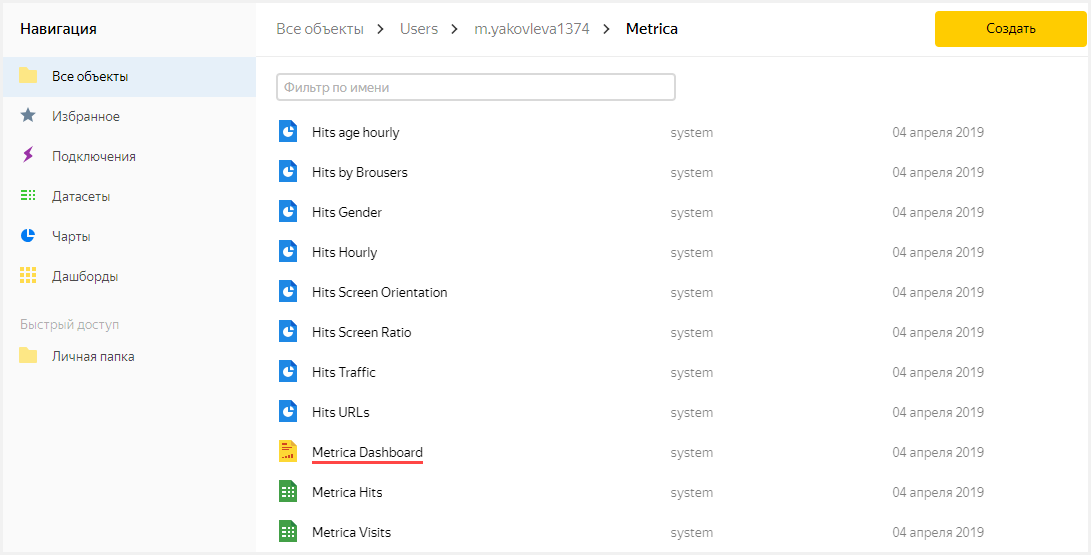 Навигация
Все объекты
Избранное
Подключения
Датасеты
Чарты
Дашборды
Быстрый доступ
Личная папка
Все объекты > Users > m.yakovleva1374 > Metrica
Создать
Фильтр по имени
Hits age hourly system 04 апреля 2019
Hits by Brousers system 04 апреля 2019
Hits Gender system 04 апреля 2019
Hits Hourly system 04 апреля 2019
Hits Screen Orientation system 04 апреля 2019
Hits Screen Ratio system 04 апреля 2019
Hits Traffic system 04 апреля 2019
Hits URLs system 04 апреля 2019
Metrica Dashboard system 04 апреля 2019
Metrica Hits system 04 апреля 2019
Metrica Visits system 04 апреля 2019